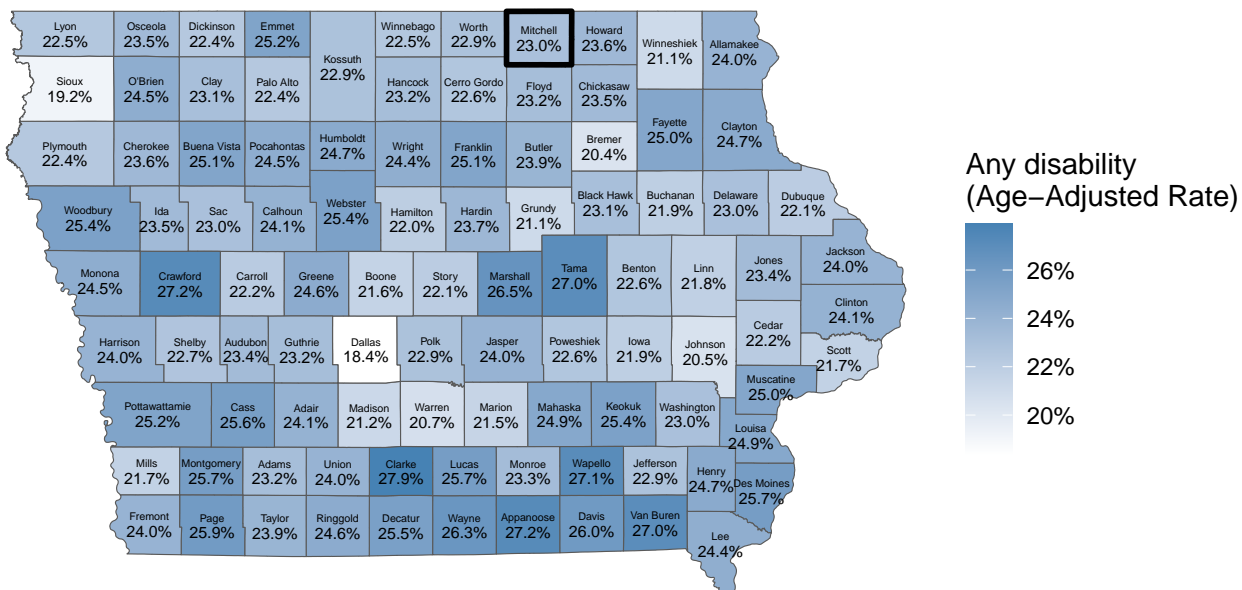 Lyon
22.5%
Osceola
23.5%
Dickinson
22.4%
Emmet
25.2%
Kossuth
22.9%
Winnebago
22.5%
Worth
22.9%
Mitchell
23.0%
Howard
23.6%
Winneshiek
21.1%
Allamakee
24.0%
Sioux
19.2%
O'Brien
24.5%
Clay
23.1%
Palo Alto
22.4%
Hancock
23.2%
Cerro Gordo
22.6%
Floyd
23.2%
Chickasaw
23.5%
Fayette
25.0%
Clayton
24.7%
Plymouth
22.4%
Cherokee
23.6%
Buena Vista
25.1%
Pocahontas
24.5%
Humboldt
24.7%
Wright
24.4%
Franklin
25.1%
Butler
23.9%
Bremer
20.4%
Woodbury
25.4%
Ida
23.5%
Sac
23.0%
Calhoun
24.1%
Webster
25.4%
Hamilton
22.0%
Hardin
23.7%
Grundy
21.1%
Black Hawk
23.1%
Buchanan
21.9%
Delaware
23.0%
Dubuque
22.1%
Monona
24.5%
Crawford
27.2%
Carroll
22.2%
Greene
24.6%
Boone
21.6%
Story
22.1%
Marshall
26.5%
Tama
27.0%
Benton
22.6%
Linn
21.8%
Jones
23.4%
Jackson
24.0%
Clinton
24.1%
Harrison
24.0%
Shelby
22.7%
Audubon
23.4%
Guthrie
23.2%
Dallas
18.4%
Polk
22.9%
Jasper
24.0%
Poweshiek
22.6%
Iowa
21.9%
Johnson
20.5%
Cedar
22.2%
Scott
21.7%
Muscatine
25.0%
Pottawattamie
25.2%
Cass
25.6%
Adair
24.1%
Madison
21.2%
Warren
20.7%
Marion
21.5%
Mahaska
24.9%
Keokuk
25.4%
Washington
23.0%
Louisa
24.9%
Mills
21.7%
Montgomery
25.7%
Adams
23.2%
Union
24.0%
Clarke
27.9%
Lucas
25.7%
Monroe
23.3%
Wapello
27.1%
Jefferson
22.9%
Henry
24.7%
Des Moines
25.7%
Fremont
24.0%
Page
25.9%
Taylor
23.9%
Ringgold
24.6%
Decatur
25.5%
Wayne
26.3%
Appanoose
27.2%
Davis
26.0%
Van Buren
27.0%
Lee
24.4%
Any disability
(Age−Adjusted Rate)
26%
24%
22%
20%